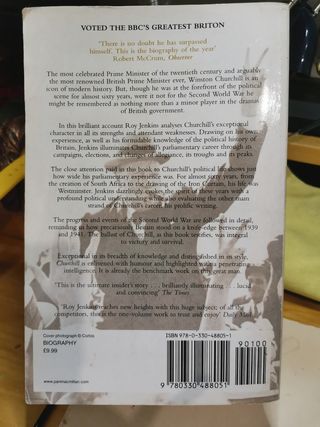 VOTED THE BBC'S GREATEST BRITON
'There is no doubt he has surpassed
himself. This is the biography of the year'
Robert McCrum, Observer
The most celebrated Prime Minister of the twentieth century and arguably
the most renowned British Prime Minister ever, Winston Churchill is an
icon of modern history. But, though he was at the forefront of the political
scene for almost sixty years, were it not for the Second World War he
might be remembered as nothing more than a minor player in the drama
of British government.
In this brilliant account Roy Jenkins analyses Churchill's exceptional
character in all its strengths and attendant weaknesses. Drawing on his own
experience, as well as his formidable knowledge of the political history of
Britain, Jenkins illuminates Churchill's parliamentary career through its
campaigns, elections, and changes of allegiance, its troughs and its peaks.
The close attention paid in this book to Churchill's political life shows just
how wide his parliamentary experience was. For almost sixty years, from
the creation of South Africa to the drawing of the Iron Curtain, his life was
Westminster. Jenkins dazzlingly makes the story of these years with a
profound political understanding while also evaluating the other main
strand of Churchill's career, his prolific writing.
The progress and events of the Second World War are followed in detail,
reminding us how precariously Britain stood on a knife-edge between 1939
and 1941. The ballast of Churchill, as this book testifies, was integral
to victory and survival.
Exceptional in its breadth of knowledge and distinguished in its style,
Churchill is enlivened with humour and highlighted with a penetrating
intelligence. It is already the benchmark work on the great man.
'This is the ultimate insider's story . . . brilliantly illuminating . . . lucid
and convincing' The Times
'Roy Jenkins reaches new heights with this huge subject: of all the
competitors, this is the one-volume work to trust and enjoy' Daily Mail
Cover photograph © Corbis
BIOGRAPHY
£9.99
www.panmacmillan.com
ISBN 978-0-330-48805-1
90100
9 780330 488051